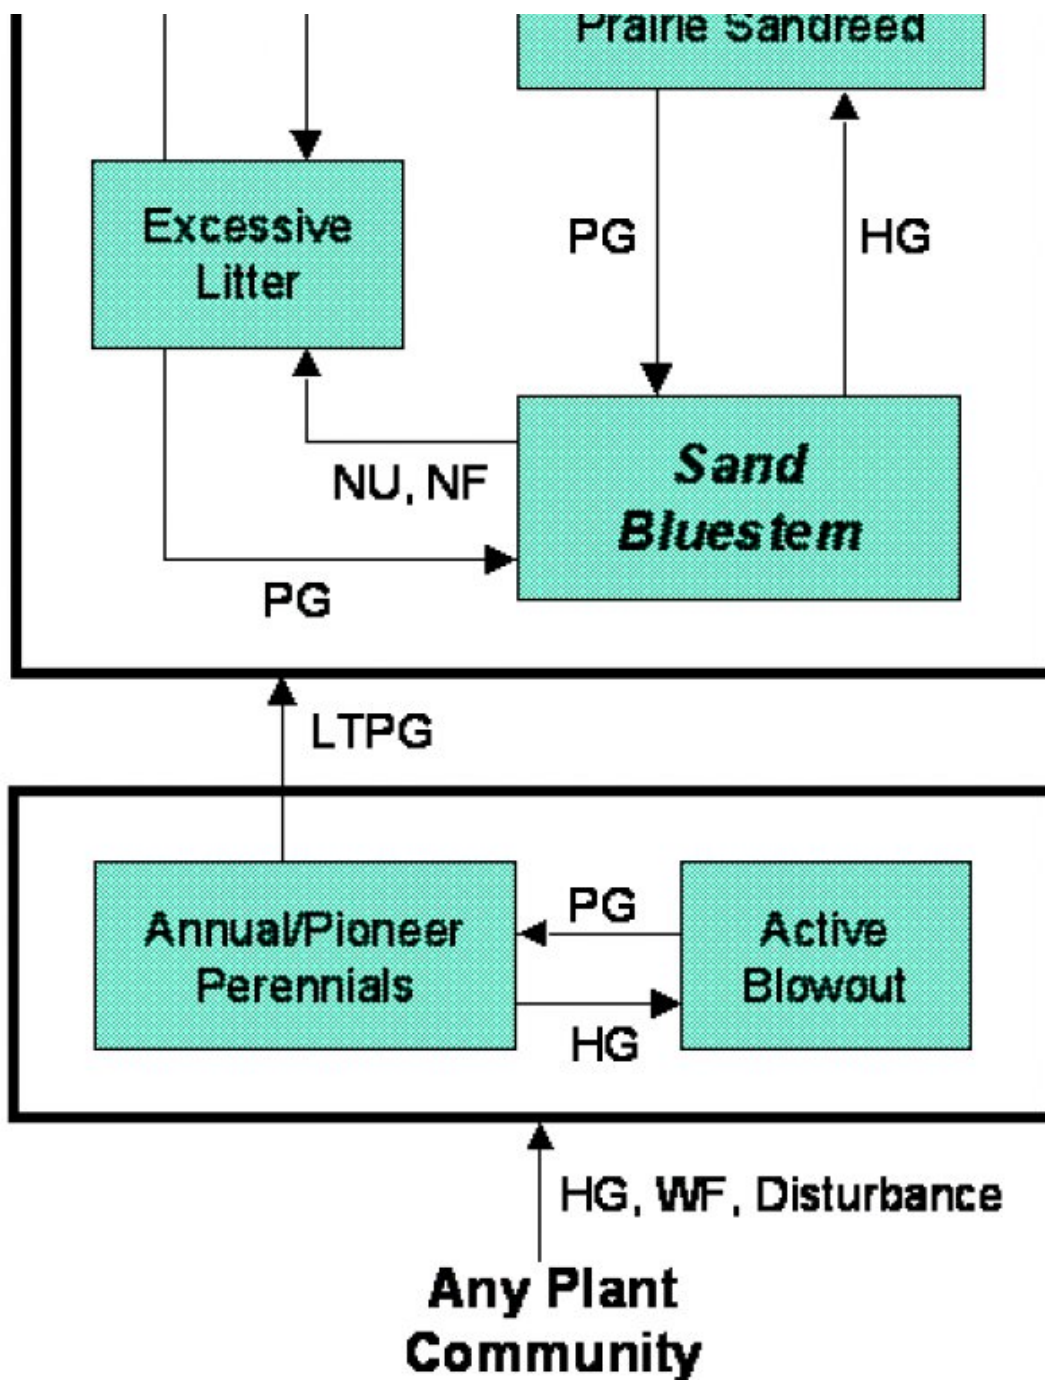 Prairie Sandreed
Excessive
Litter
PG
HG
NU, NF
Sand
Bluestem
PG
LTPG
Annual/Pioneer
Perennials
PG
HG
Active
Blowout
HG, WF, Disturbance
Any Plant
Community